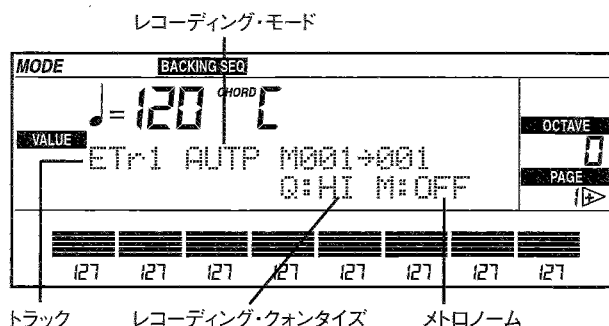 レコーディング・モード
MODE BACKING SEQ
♩=120 CHORD C
OCTAVE
0
VALUE
ETr1 AUTP M001→001
PAGE
1
Q:HI M:OFF
127 127 127 127 127 127 127 127
トラック レコーディング・クォンタイズ メトロノーム